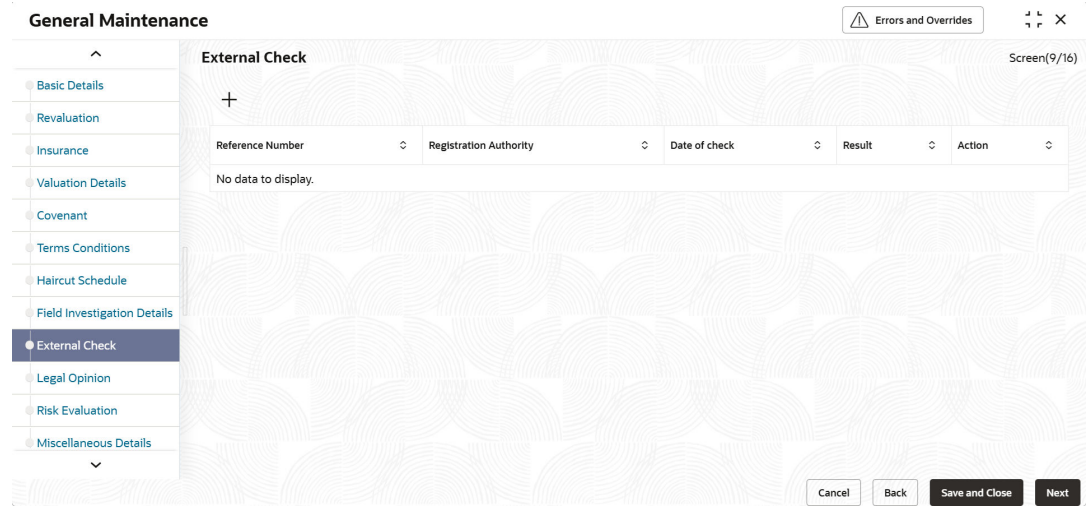 General Maintenance
Errors and Overrides
Basic Details
Revaluation
Insurance
Valuation Details
Covenant
Terms Conditions
Haircut Schedule
Field Investigation Details
External Check
Legal Opinion
Risk Evaluation
Miscellaneous Details
External Check
Screen(9/16)
Reference Number Registration Authority Date of check Result Action
No data to display.
Cancel Back Save and Close Next